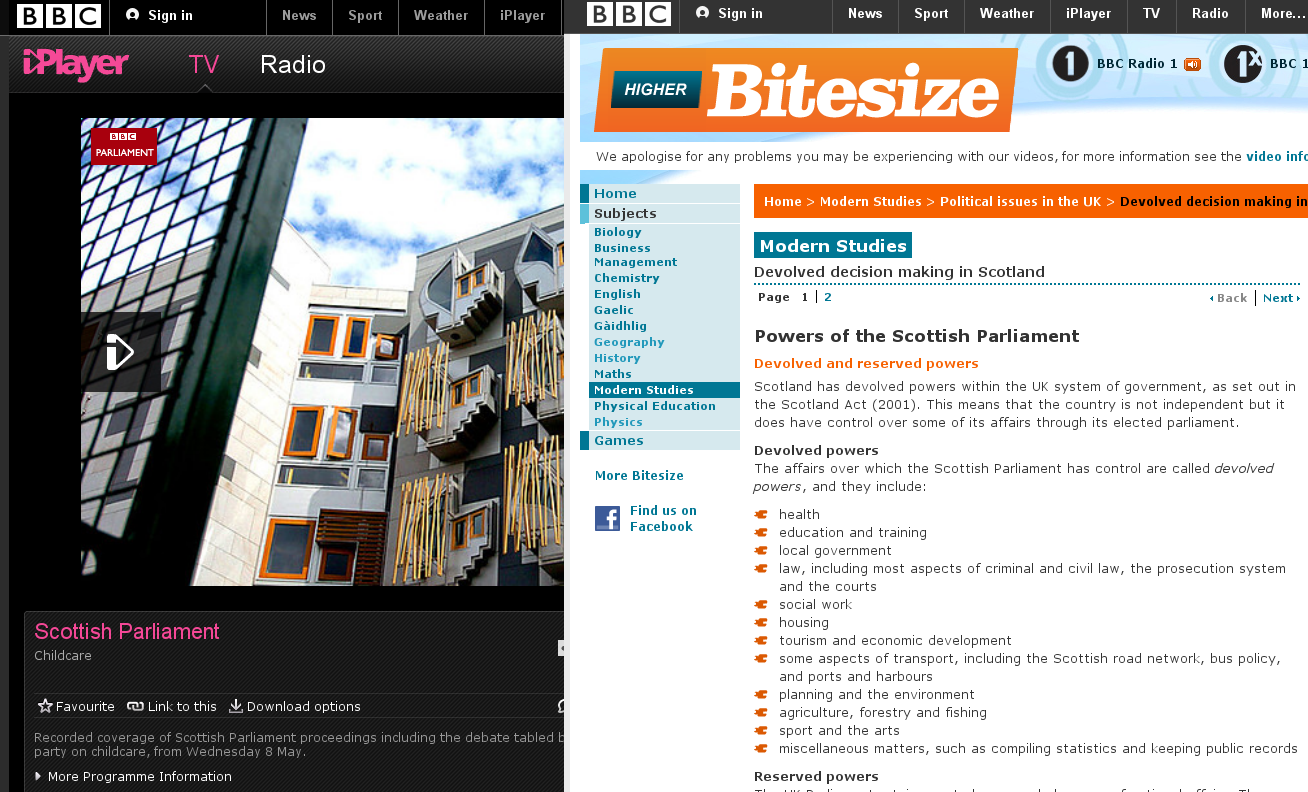 BBC Sign in News Sport Weather iPlayer
iPlayer TV Radio
BBC
PARLIAMENT
Scottish Parliament
Childcare
Favourite Link to this Download options
Recorded coverage of Scottish Parliament proceedings including the debate tabled
party on childcare, from Wednesday 8 May.
More Programme Information
BBC Sign in News Sport Weather iPlayer TV Radio More...
HIGHER Bitesize
1 BBC Radio 1 1X BBC
We apologise for any problems you may be experiencing with our videos, for more information see the video
Home
Subjects
Biology
Business
Management
Chemistry
English
Gaelic
Gàidhlig
Geography
History
Maths
Modern Studies
Physical Education
Physics
Games
More Bitesize
Find us on
Facebook
Home > Modern Studies > Political issues in the UK > Devolved decision making in
Modern Studies
Devolved decision making in Scotland
Page 1 | 2 Back | Next
Powers of the Scottish Parliament
Devolved and reserved powers
Scotland has devolved powers within the UK system of government, as set out in
the Scotland Act (2001). This means that the country is not independent but it
does have control over some of its affairs through its elected parliament.
Devolved powers
The affairs over which the Scottish Parliament has control are called devolved
powers, and they include:
health
education and training
local government
law, including most aspects of criminal and civil law, the prosecution system
and the courts
social work
housing
tourism and economic development
some aspects of transport, including the Scottish road network, bus policy,
and ports and harbours
planning and the environment
agriculture, forestry and fishing
sport and the arts
miscellaneous matters, such as compiling statistics and keeping public records
Reserved powers